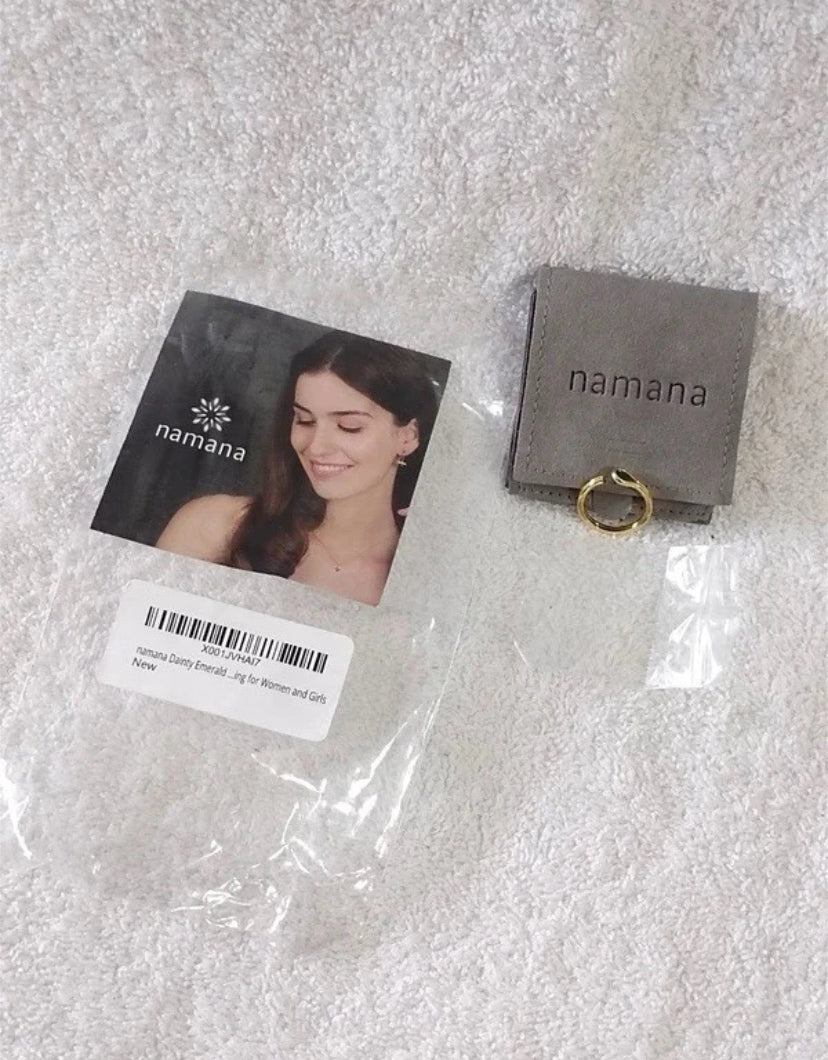 namana
namana
X001JVHAI7
namana Dainty Emerald ...ing for Women and Girls
New